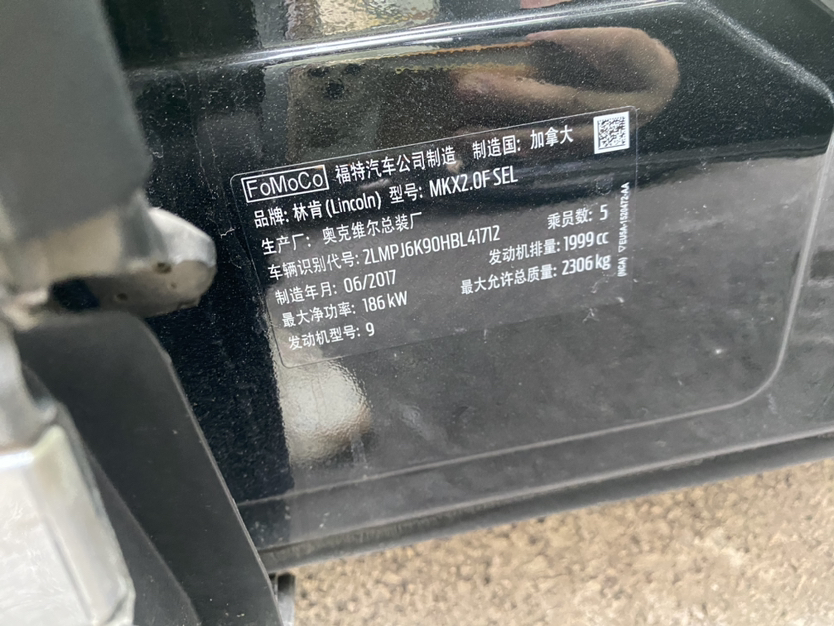 FoMoCo 福特汽车公司制造 制造国: 加拿大
品牌: 林肯 (Lincoln) 型号: MKX2.0F SEL
生产厂: 奥克维尔总装厂 乘员数: 5
车辆识别代号: 2LMPJ6K90HBL41712
制造年月: 06/2017 发动机排量: 1999 cc
最大净功率: 186 kW 最大允许总质量: 2306 kg
发动机型号: 9